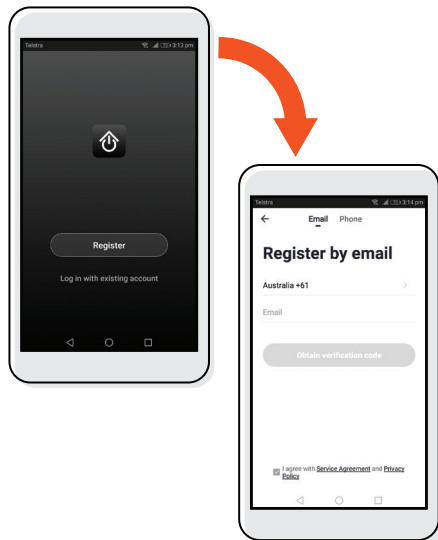 Telstra 3:13 pm
Register
Log in with existing account
Telstra 3:14 pm
Email Phone
Register by email
Australia +61
Email
Obtain verification code
I agree with Service Agreement and Privacy
Policy